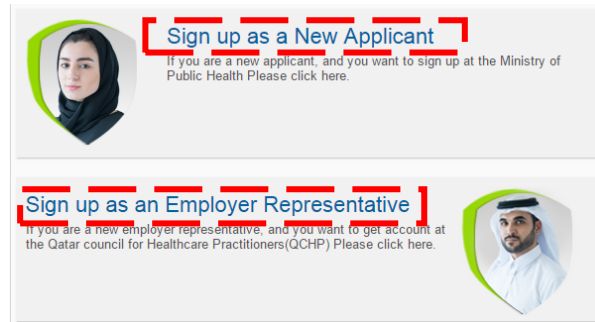 Sign up as a New Applicant
If you are a new applicant, and you want to sign up at the Ministry of
Public Health Please click here.
Sign up as an Employer Representative
If you are a new employer representative, and you want to get account at
the Qatar council for Healthcare Practitioners(QCHP) Please click here.